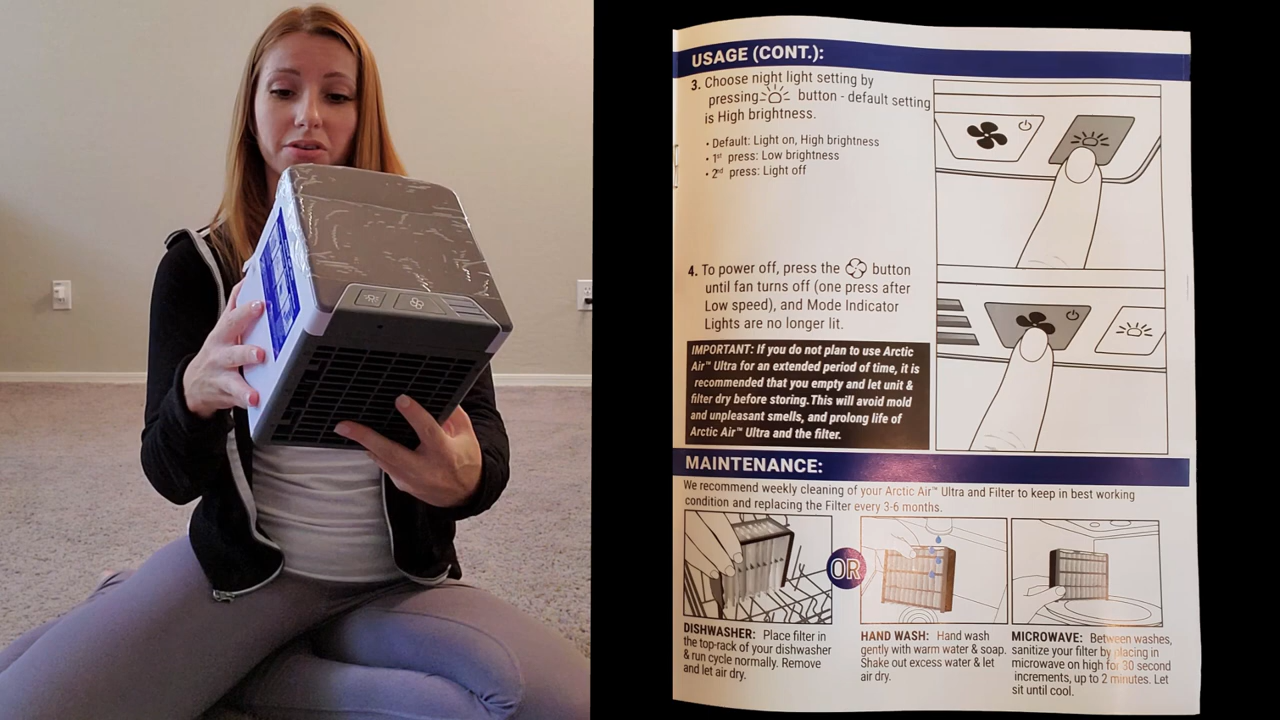 USAGE (CONT.):
3. Choose night light setting by
pressing button - default setting
is High brightness.
• Default: Light on, High brightness
• 1st press: Low brightness
• 2nd press: Light off
4. To power off, press the button
until fan turns off (one press after
Low speed), and Mode Indicator
Lights are no longer lit.
IMPORTANT: If you do not plan to use Arctic
Air™ Ultra for an extended period of time, it is
recommended that you empty and let unit &
filter dry before storing. This will avoid mold
and unpleasant smells, and prolong life of
Arctic Air™ Ultra and the filter.
MAINTENANCE:
We recommend weekly cleaning of your Arctic Air™ Ultra and Filter to keep in best working
condition and replacing the Filter every 3-6 months.
OR
DISHWASHER: Place filter in
the top-rack of your dishwasher
& run cycle normally. Remove
and let air dry.
HAND WASH: Hand wash
gently with warm water & soap.
Shake out excess water & let
air dry.
MICROWAVE: Between washes,
sanitize your filter by placing in
microwave on high for 30 second
increments, up to 2 minutes. Let
sit until cool.